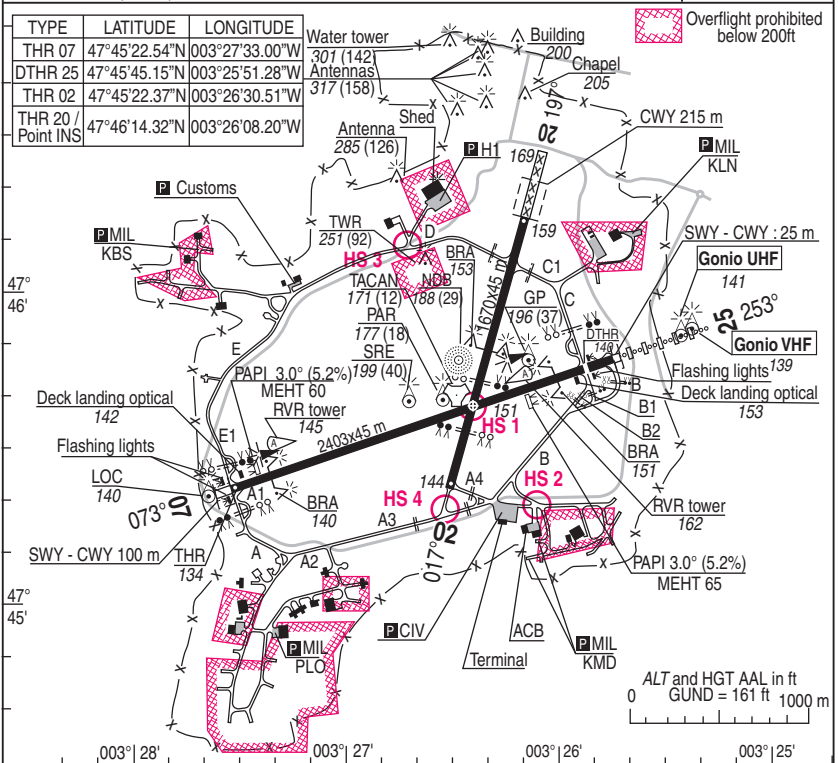 TYPE LATITUDE LONGITUDE
THR 07 47°45'22.54"N 003°27'33.00"W
DTHR 25 47°45'45.15"N 003°25'51.28"W
THR 02 47°45'22.37"N 003°26'30.51"W
THR 20 / Point INS 47°46'14.32"N 003°26'08.20"W
Overflight prohibited
below 200ft
Water tower
301 (142)
Antennas
317 (158)
Building
200
Chapel
205
197°
20
CWY 215 m
Shed
Antenna
285 (126)
P H1
169
P MIL
KLN
P Customs
TWR
251 (92)
D
159
SWY - CWY : 25 m
P MIL
KBS
HS 3
BRA
153
C1
Gonio UHF
141
47°
46'
TACAN
171 (12)
NDB
188 (29)
1670x45 m
GP
196 (37)
C
25 253°
PAR
177 (18)
DTHR
140
Gonio VHF
139
E
SRE
199 (40)
A
Flashing lights
PAPI 3.0° (5.2%)
MEHT 60
B
Deck landing optical
153
Deck landing optical
142
RVR tower
145
151
HS 1
B1
B2
2403x45 m
E1
A
Flashing lights
BRA
151
B
LOC
140
144
A4
HS 2
073°
07
A1
BRA
140
HS 4
RVR tower
162
A3
02
017°
SWY - CWY 100 m
THR
134
A
A2
PAPI 3.0° (5.2%)
MEHT 65
47°
45'
P CIV
ACB
P MIL
KMD
P MIL
PLO
Terminal
ALT and HGT AAL in ft
GUND = 161 ft
0 1000 m
003° 28' 003° 27' 003° 26' 003° 25'